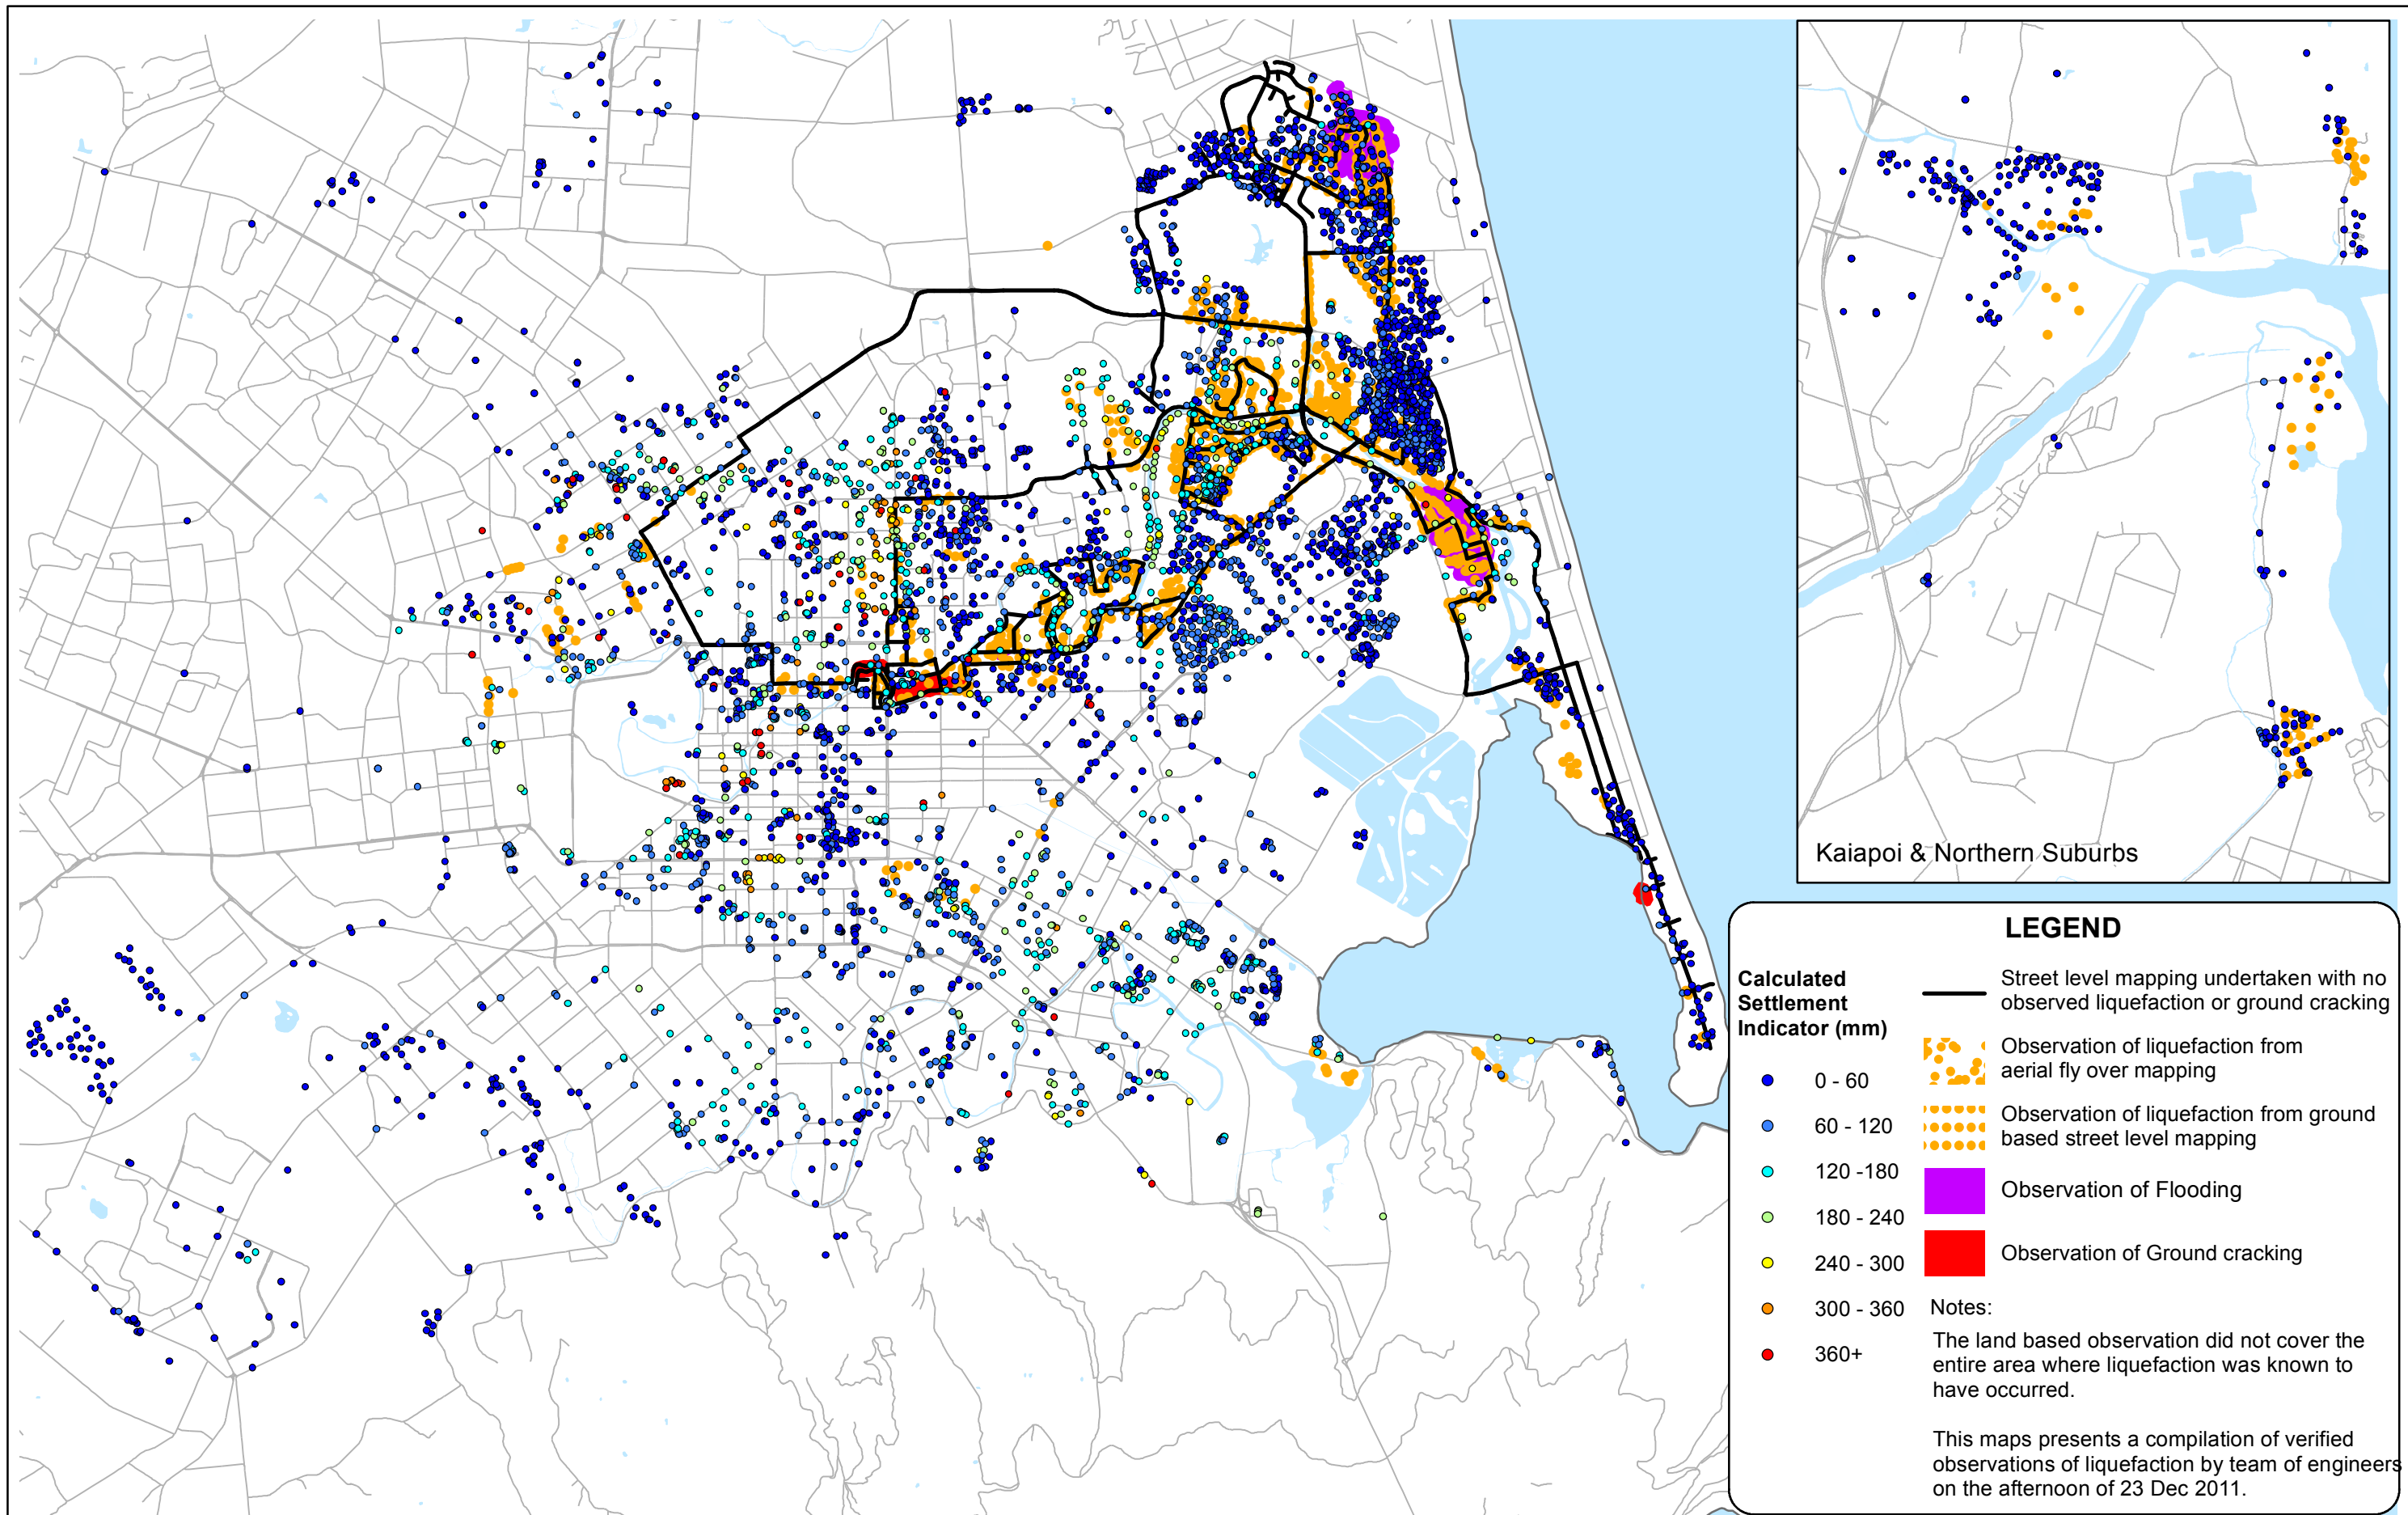 Kaiapoi & Northern Suburbs
LEGEND
Calculated
Settlement
Indicator (mm)
0 - 60
60 - 120
120 -180
180 - 240
240 - 300
300 - 360
360+
Street level mapping undertaken with no
observed liquefaction or ground cracking
Observation of liquefaction from
aerial fly over mapping
Observation of liquefaction from ground
based street level mapping
Observation of Flooding
Observation of Ground cracking
Notes:
The land based observation did not cover the
entire area where liquefaction was known to
have occurred.
This maps presents a compilation of verified
observations of liquefaction by team of engineers
on the afternoon of 23 Dec 2011.